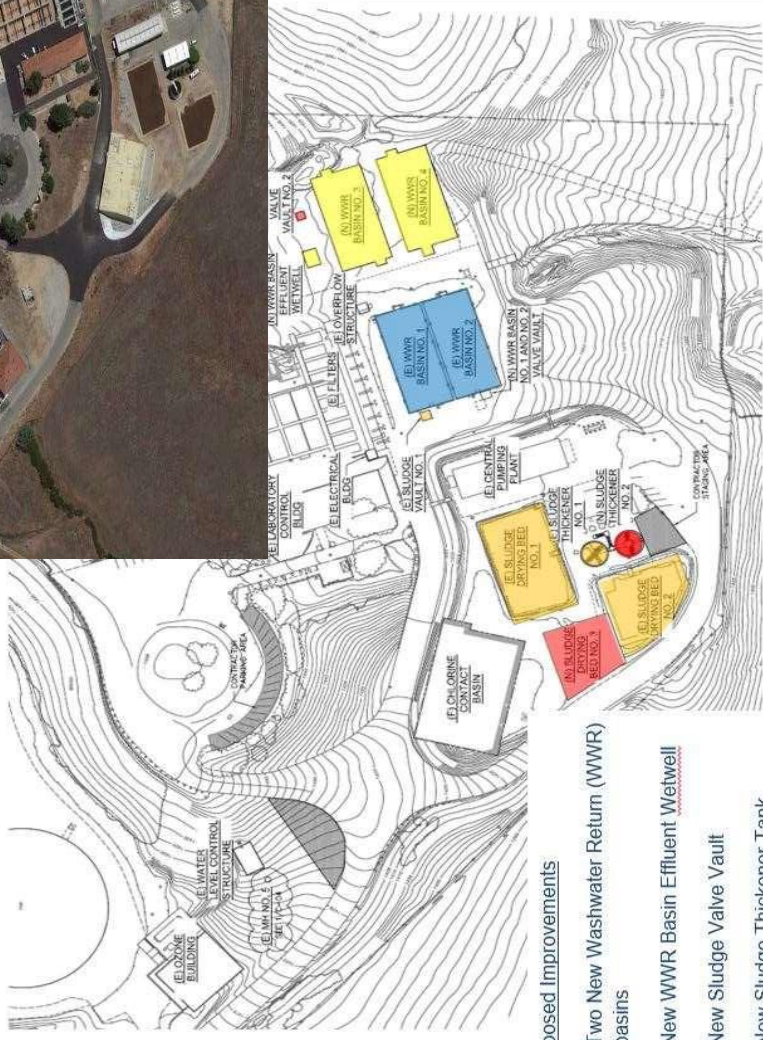 (N) WWR BASIN
EFFLUENT
WETWELL
VALVE
VAULT NO. 2
(N) WWR
BASIN NO. 3
(N) WWR
BASIN NO. 4
(E) OVERFLOW
STRUCTURE
(E) FILTERS
(E) WWR
BASIN NO. 1
(E) WWR
BASIN NO. 2
(N) WWR BASIN
NO. 1 AND NO. 2
VALVE VAULT
(E) LABORATORY
CONTROL
BLDG
(E) ELECTRICAL
BLDG
(E) SLUDGE
VAULT NO. 1
(E) CENTRAL
PUMPING
PLANT
(E) SLUDGE
THICKENER
NO. 1
(N) SLUDGE
THICKENER
NO. 2
CONTRACTOR
STAGING AREA
(E) SLUDGE
DRYING BED
NO. 1
(E) SLUDGE
DRYING BED
NO. 2
(N) SLUDGE
DRYING
BED NO. 3
(E) CHLORINE
CONTACT
BASIN
CONTRACTOR
PARKING AREA
(E) WATER
LEVEL CONTROL
STRUCTURE
(E) MH NO. 5
(E) OZONE
BUILDING
posed Improvements
Two New Washwater Return (WWR)
basins
New WWR Basin Effluent Wetwell
New Sludge Valve Vault
New Sludge Thickener Tank